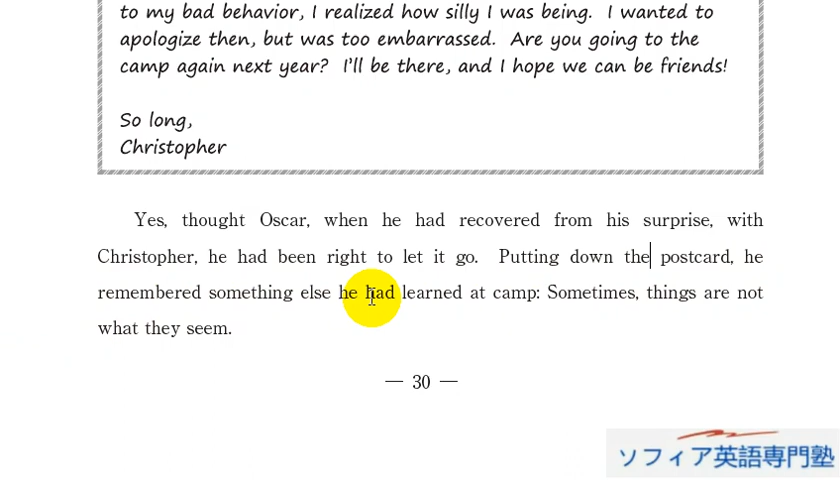 to my bad behavior, I realized how silly I was being. I wanted to
apologize then, but was too embarrassed. Are you going to the
camp again next year? I'll be there, and I hope we can be friends!
So long,
Christopher
Yes, thought Oscar, when he had recovered from his surprise, with
Christopher, he had been right to let it go. Putting down the postcard, he
remembered something else he had learned at camp: Sometimes, things are not
what they seem.
— 30 —
ソフィア英語専門塾